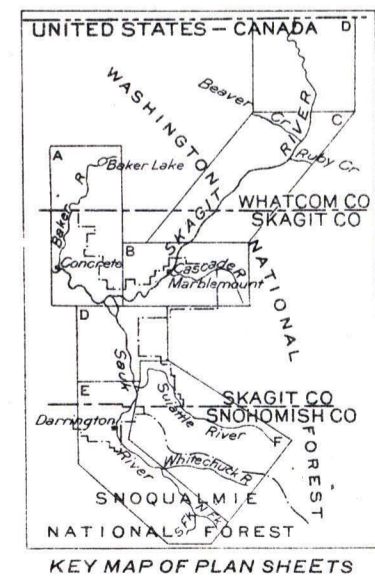 UNITED STATES – CANADA
D
WASHINGTON
Beaver Cr
C
SKAGIT RIVER
Ruby Cr
A
Baker Lake
Baker R
WHATCOM CO
SKAGIT CO
B
Concrete
Cascade R
Marblemount
NATIONAL
D
Sauk
SKAGIT CO
SNOHOMISH CO
E
Suiattle
River
Darrington
F
River
Whitechuck R
FOREST
SNOQUALMIE
S FK
N FK
NATIONAL FOREST
KEY MAP OF PLAN SHEETS